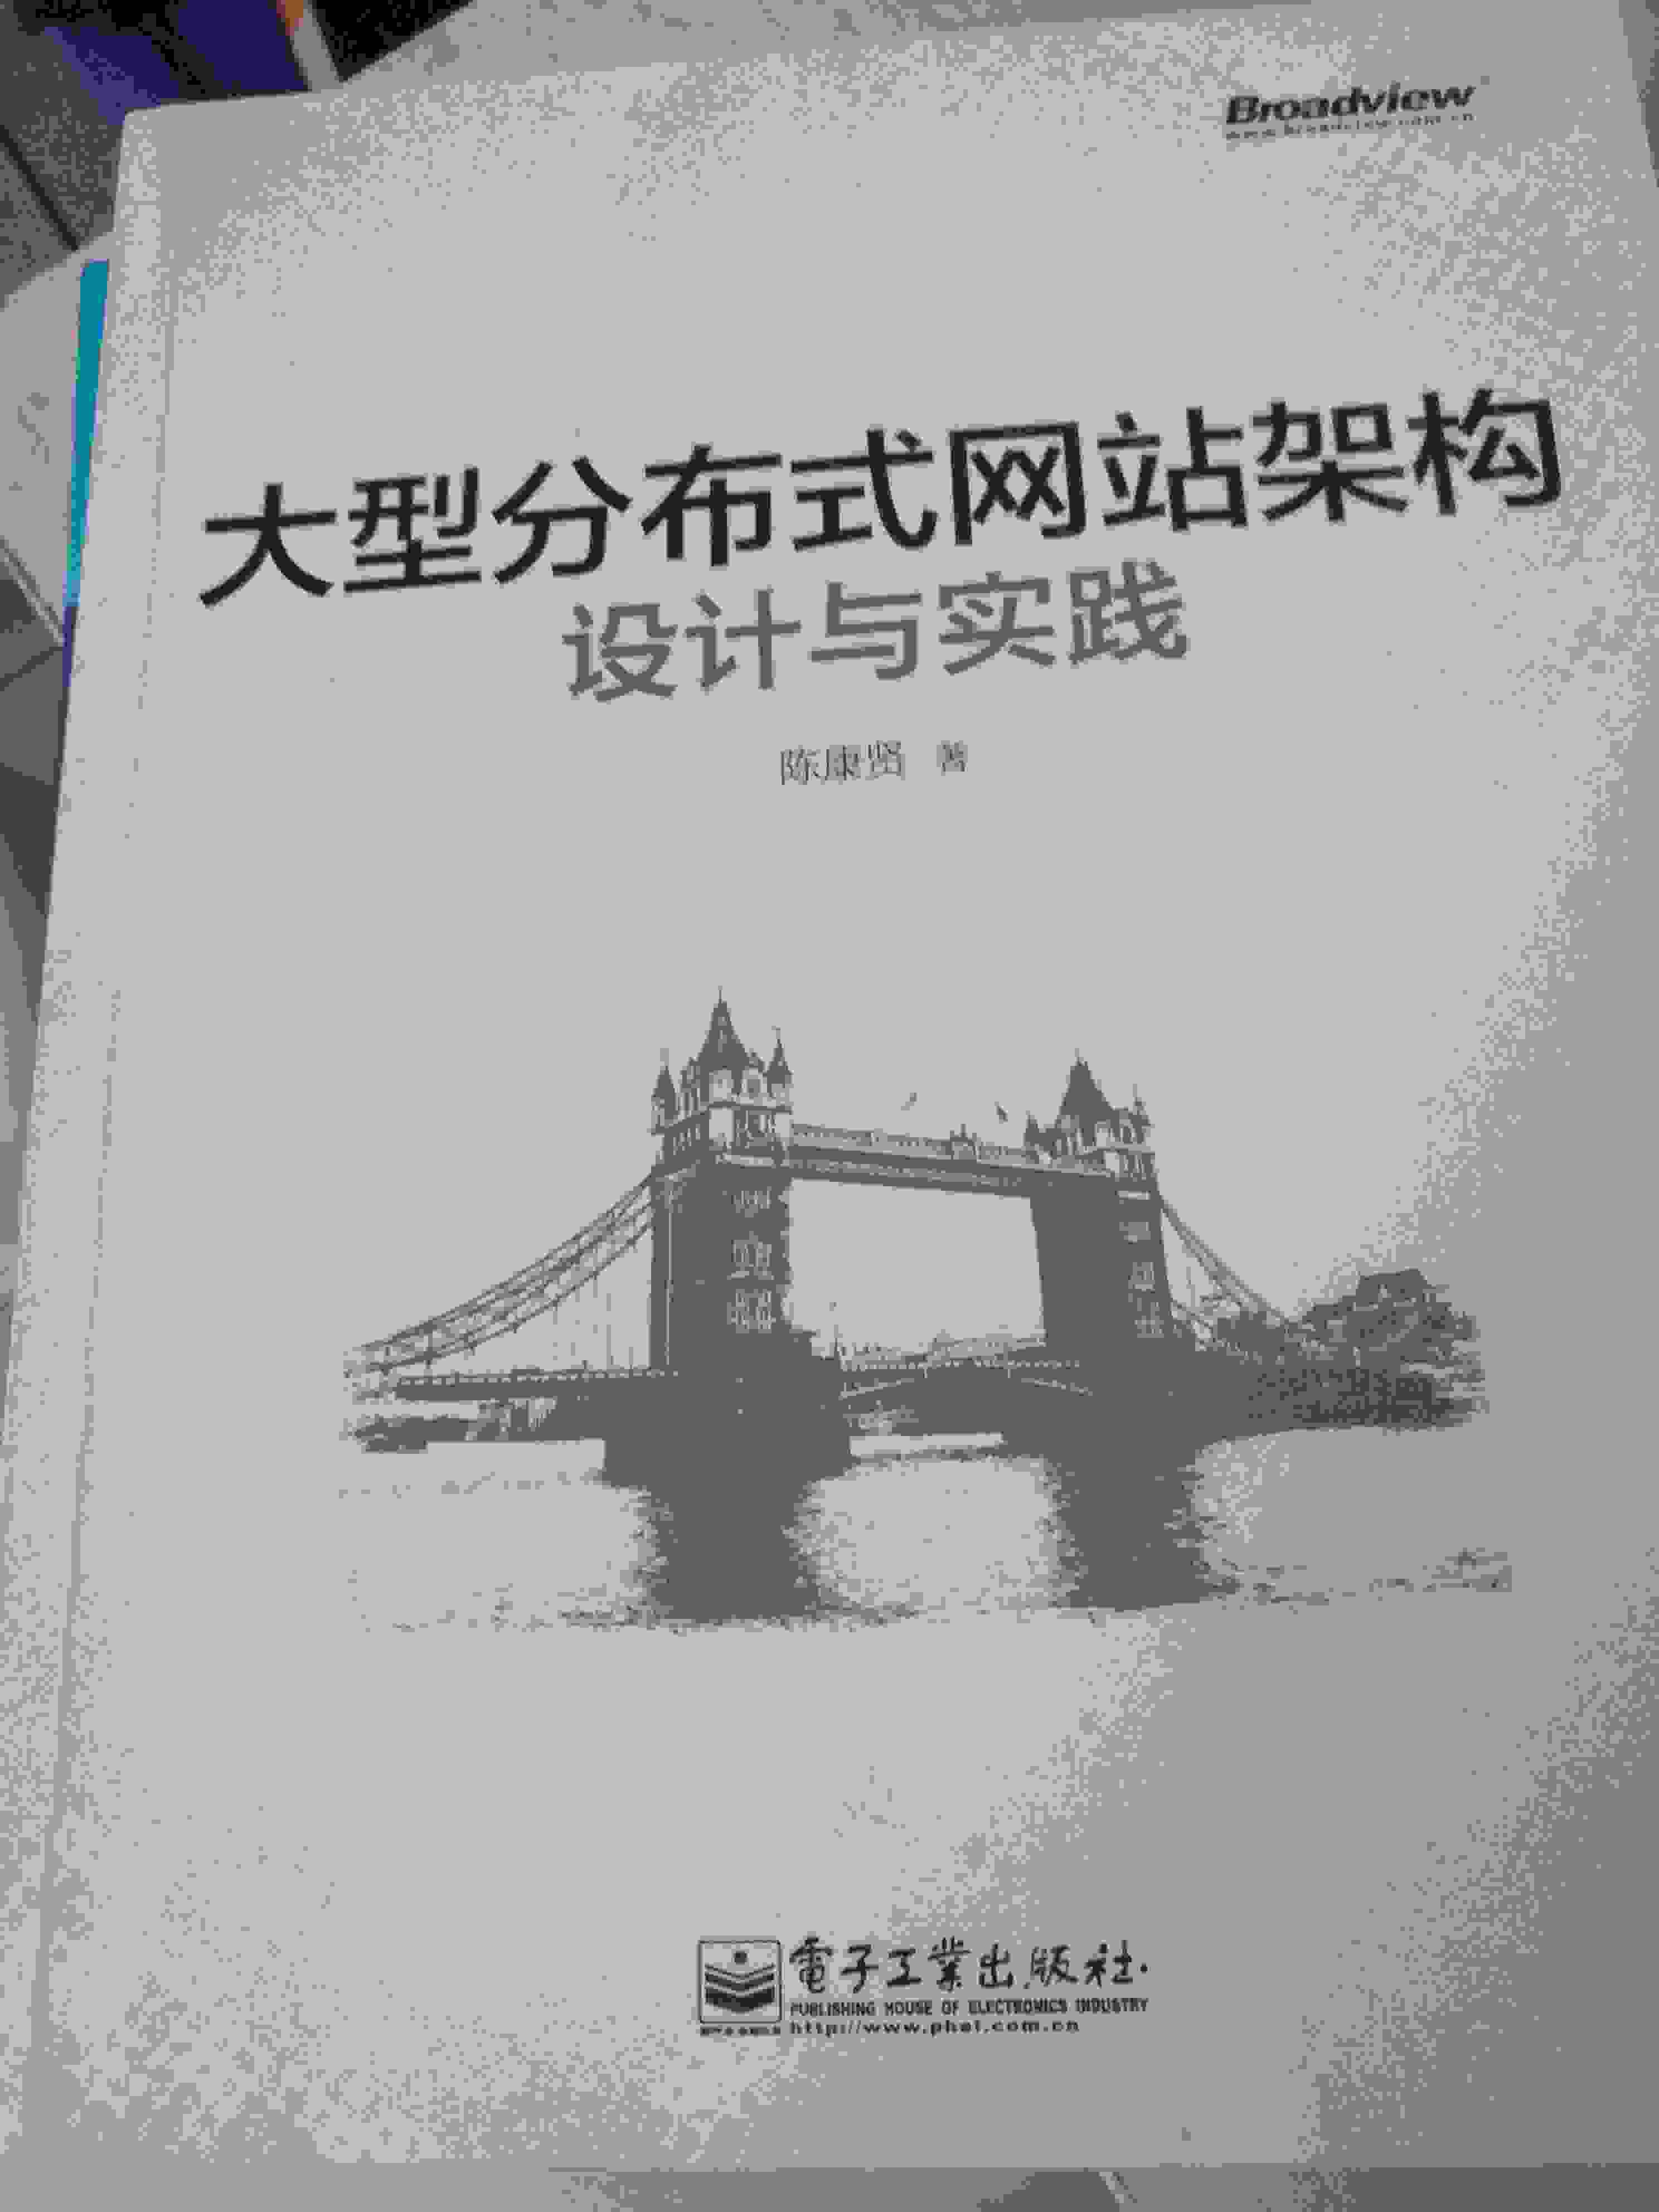 Broadview
www.broadview.com.cn
大型分布式网站架构
设计与实践
陈康贤 著
電子工業出版社.
PUBLISHING HOUSE OF ELECTRONICS INDUSTRY
http://www.phei.com.cn